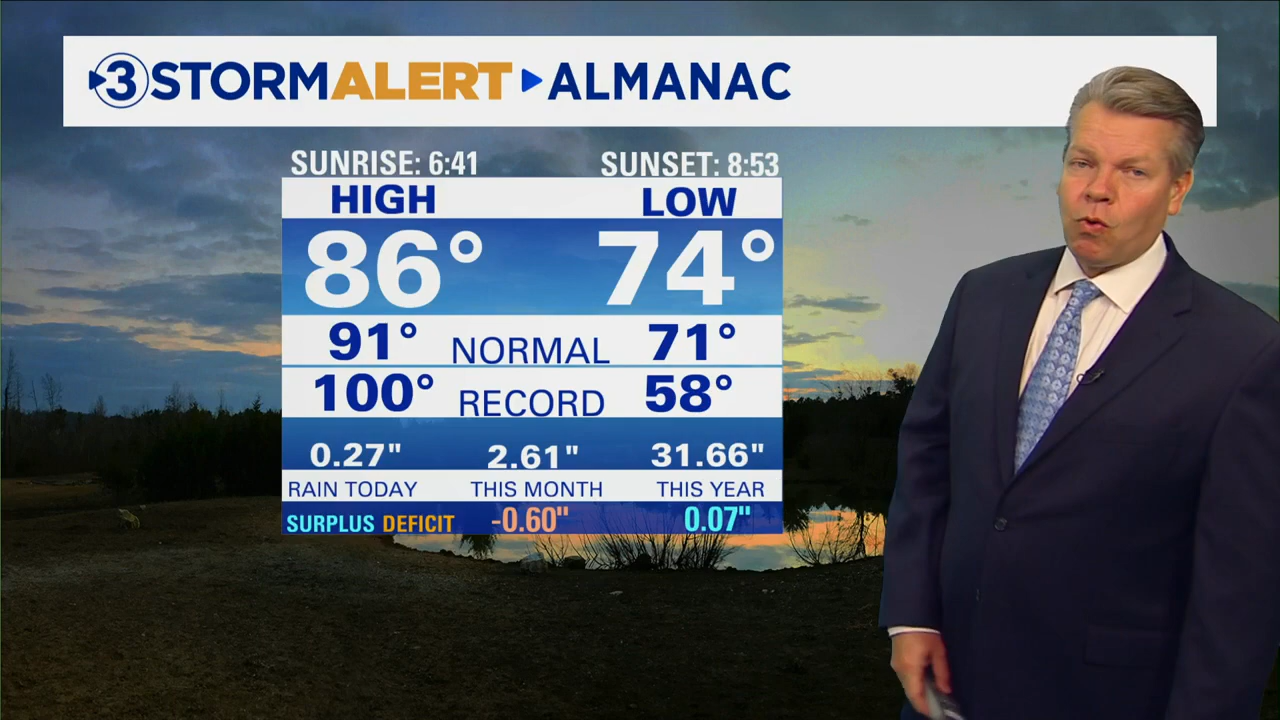 3 STORMALERT ALMANAC
SUNRISE: 6:41 SUNSET: 8:53
HIGH LOW
86° 74°
91° NORMAL 71°
100° RECORD 58°
0.27" 2.61" 31.66"
RAIN TODAY THIS MONTH THIS YEAR
SURPLUS DEFICIT -0.60" 0.07"